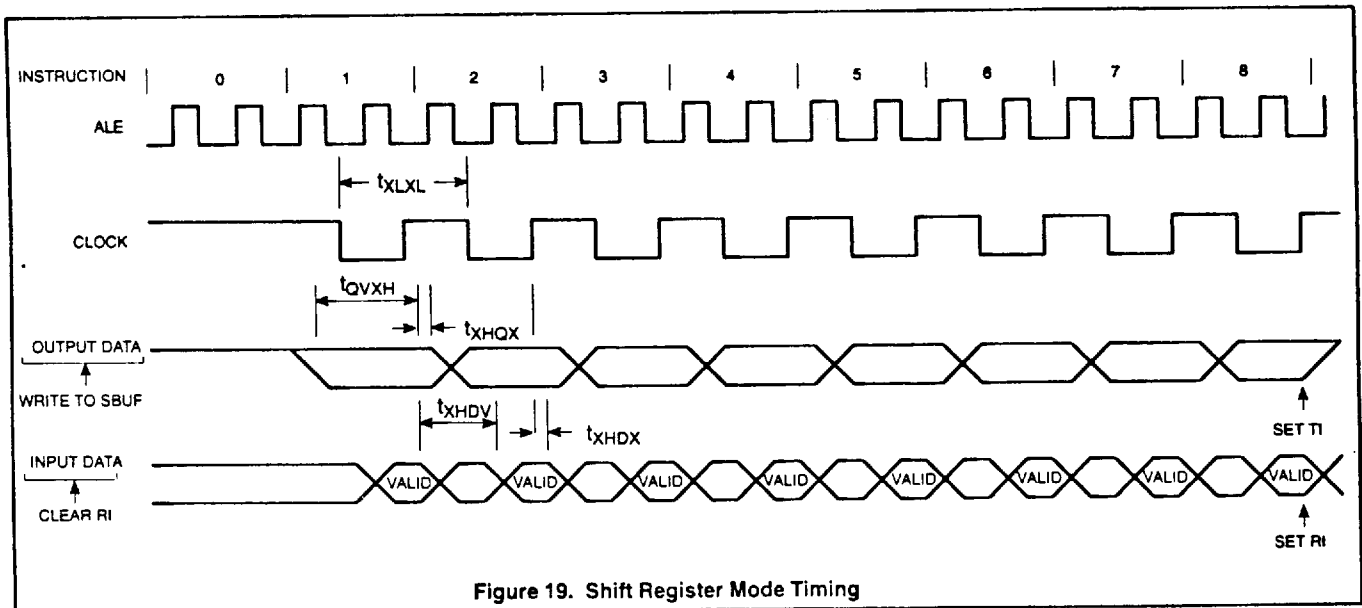 INSTRUCTION | 0 | 1 | 2 | 3 | 4 | 5 | 6 | 7 | 8 |
ALE
tXLXL
CLOCK
tQVXH
tXHQX
OUTPUT DATA
WRITE TO SBUF
tXHDV
tXHDX
SET TI
INPUT DATA
VALID VALID VALID VALID VALID VALID VALID VALID
CLEAR RI
SET RI
Figure 19. Shift Register Mode Timing